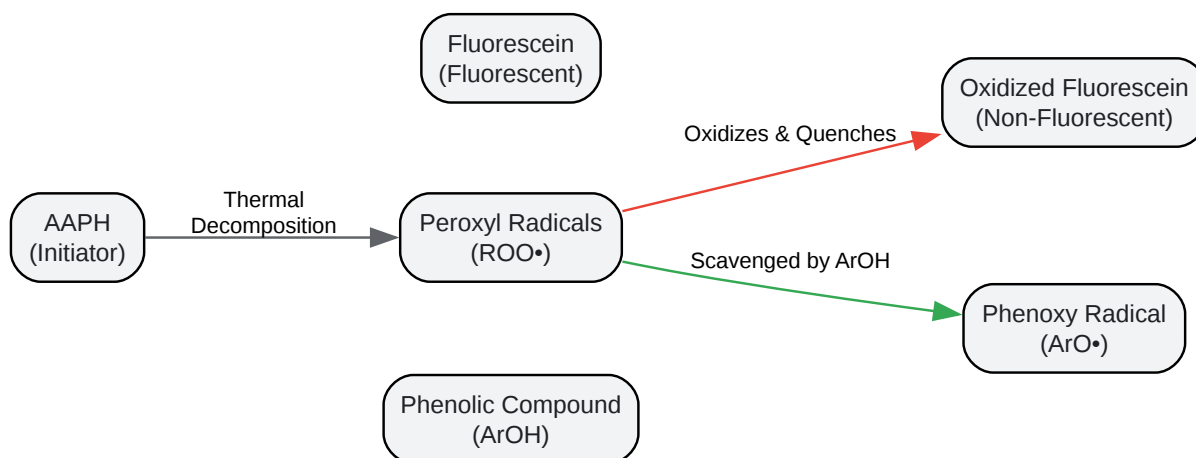 Fluorescein
(Fluorescent)
Oxidized Fluorescein
(Non-Fluorescent)
Oxidizes & Quenches
AAPH
(Initiator)
Thermal
Decomposition
Peroxyl Radicals
(ROO•)
Scavenged by ArOH
Phenoxy Radical
(ArO•)
Phenolic Compound
(ArOH)